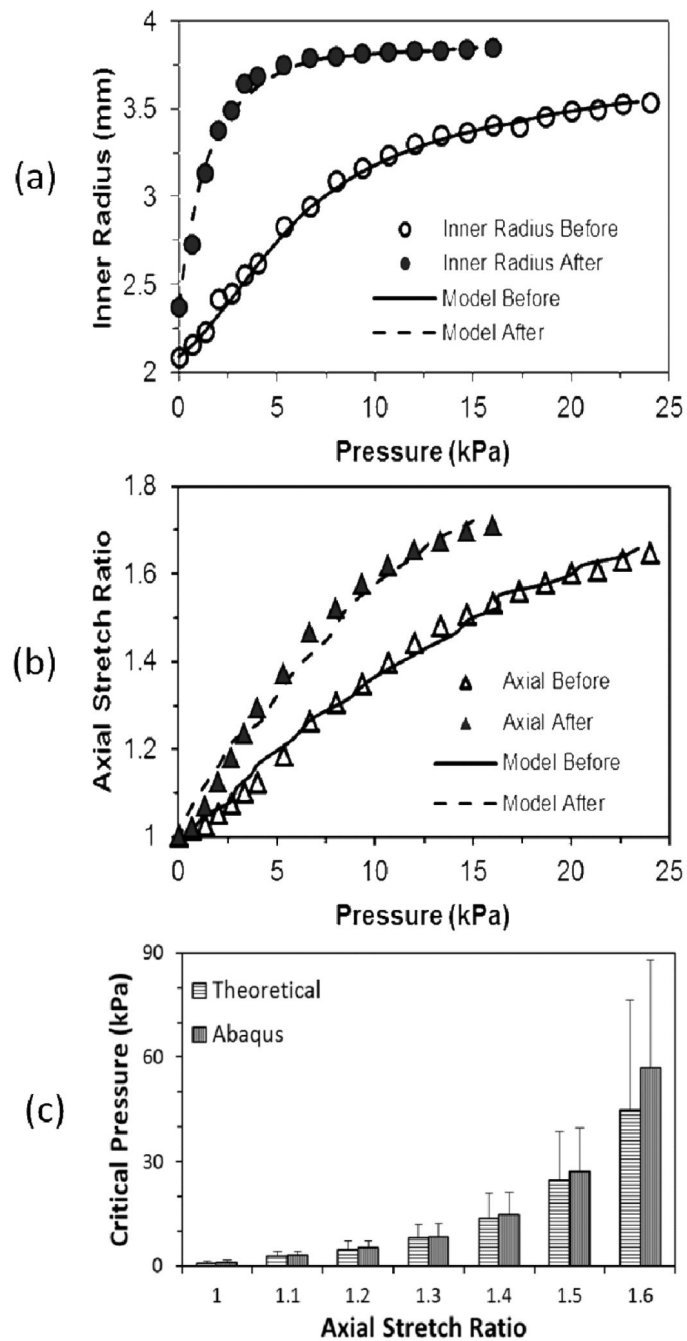 (a)
Inner Radius (mm)
4
3.5
3
2.5
2
Inner Radius Before
Inner Radius After
Model Before
Model After
0 5 10 15 20 25
Pressure (kPa)
(b)
Axial Stretch Ratio
1.8
1.6
1.4
1.2
1
Axial Before
Axial After
Model Before
Model After
0 5 10 15 20 25
Pressure (kPa)
(c)
Critical Pressure (kPa)
90
60
30
0
Theoretical
Abaqus
1 1.1 1.2 1.3 1.4 1.5 1.6
Axial Stretch Ratio